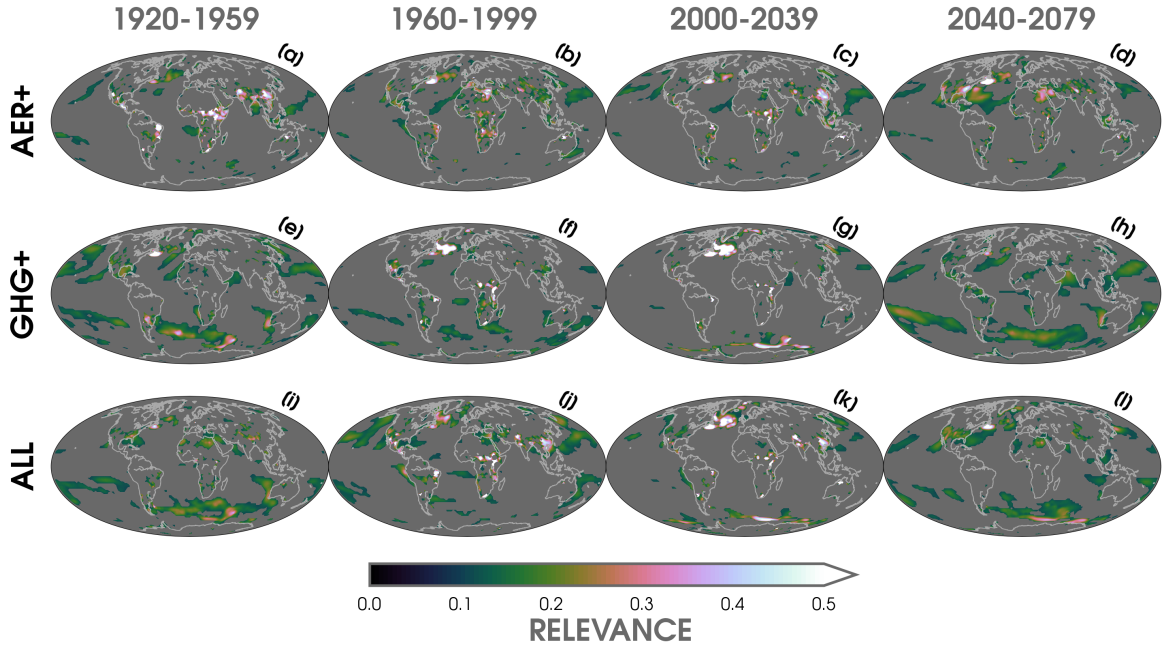 1920-1959 1960-1999 2000-2039 2040-2079
AER+ (a) (b) (c) (d)
GHG+ (e) (f) (g) (h)
ALL (i) (j) (k) (l)
0.0 0.1 0.2 0.3 0.4 0.5
RELEVANCE